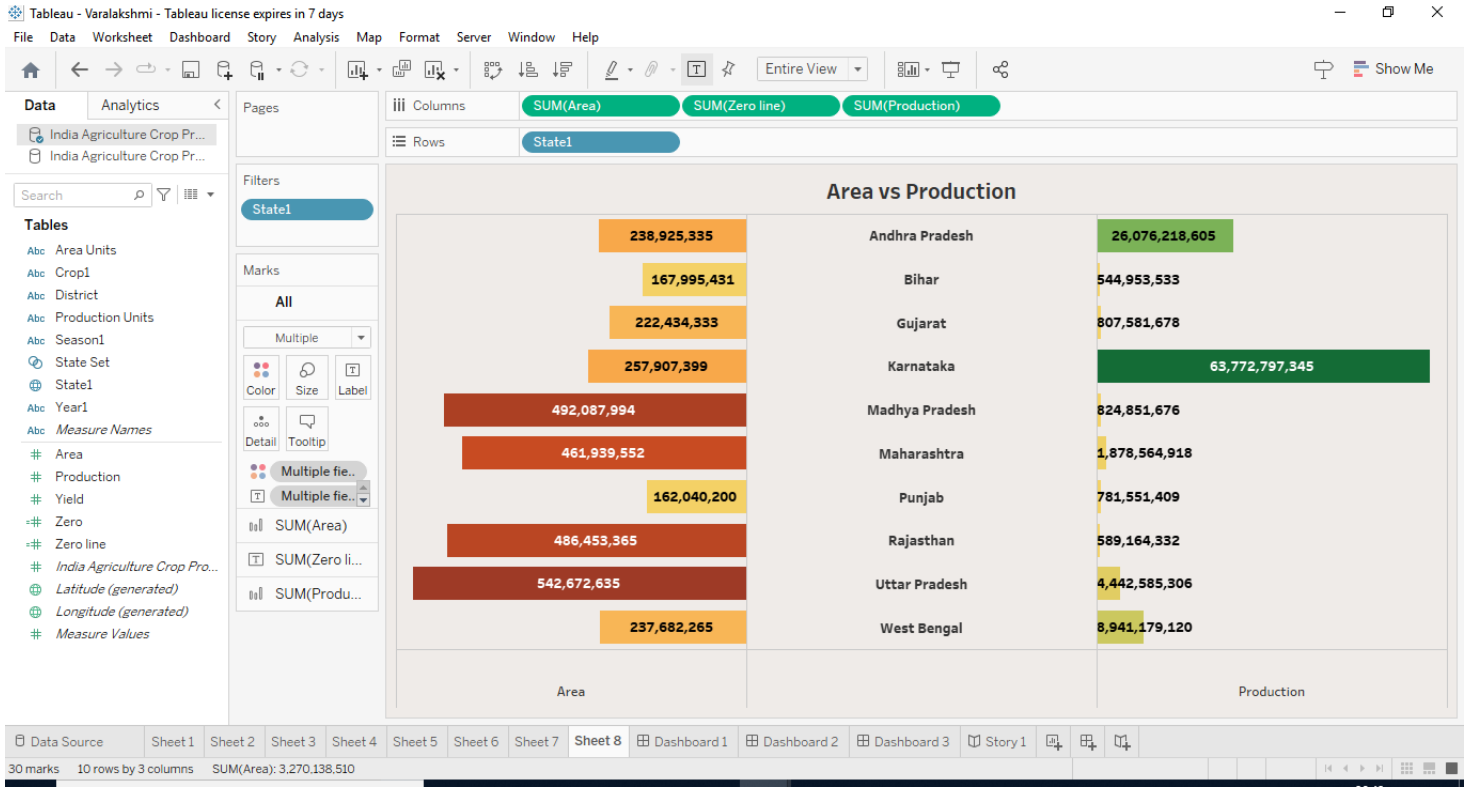 Tableau - Varalakshmi - Tableau license expires in 7 days
File Data Worksheet Dashboard Story Analysis Map Format Server Window Help
Entire View
Show Me
Data Analytics
India Agriculture Crop Pr...
India Agriculture Crop Pr...
Search
Tables
Abc Area Units
Abc Crop1
Abc District
Abc Production Units
Abc Season1
State Set
State1
Abc Year1
Abc Measure Names
# Area
# Production
# Yield
=# Zero
=# Zero line
# India Agriculture Crop Pro...
Latitude (generated)
Longitude (generated)
# Measure Values
Pages
Filters
State1
Marks
All
Multiple
Color Size Label
Detail Tooltip
Multiple fie..
Multiple fie..
SUM(Area)
SUM(Zero li...
SUM(Produ...
Columns SUM(Area) SUM(Zero line) SUM(Production)
Rows State1
Area vs Production
238,925,335 Andhra Pradesh 26,076,218,605
167,995,431 Bihar 544,953,533
222,434,333 Gujarat 807,581,678
257,907,399 Karnataka 63,772,797,345
492,087,994 Madhya Pradesh 824,851,676
461,939,552 Maharashtra 1,878,564,918
162,040,200 Punjab 781,551,409
486,453,365 Rajasthan 589,164,332
542,672,635 Uttar Pradesh 4,442,585,306
237,682,265 West Bengal 8,941,179,120
Area Production
Data Source Sheet 1 Sheet 2 Sheet 3 Sheet 4 Sheet 5 Sheet 6 Sheet 7 Sheet 8 Dashboard 1 Dashboard 2 Dashboard 3 Story 1
30 marks 10 rows by 3 columns SUM(Area): 3,270,138,510